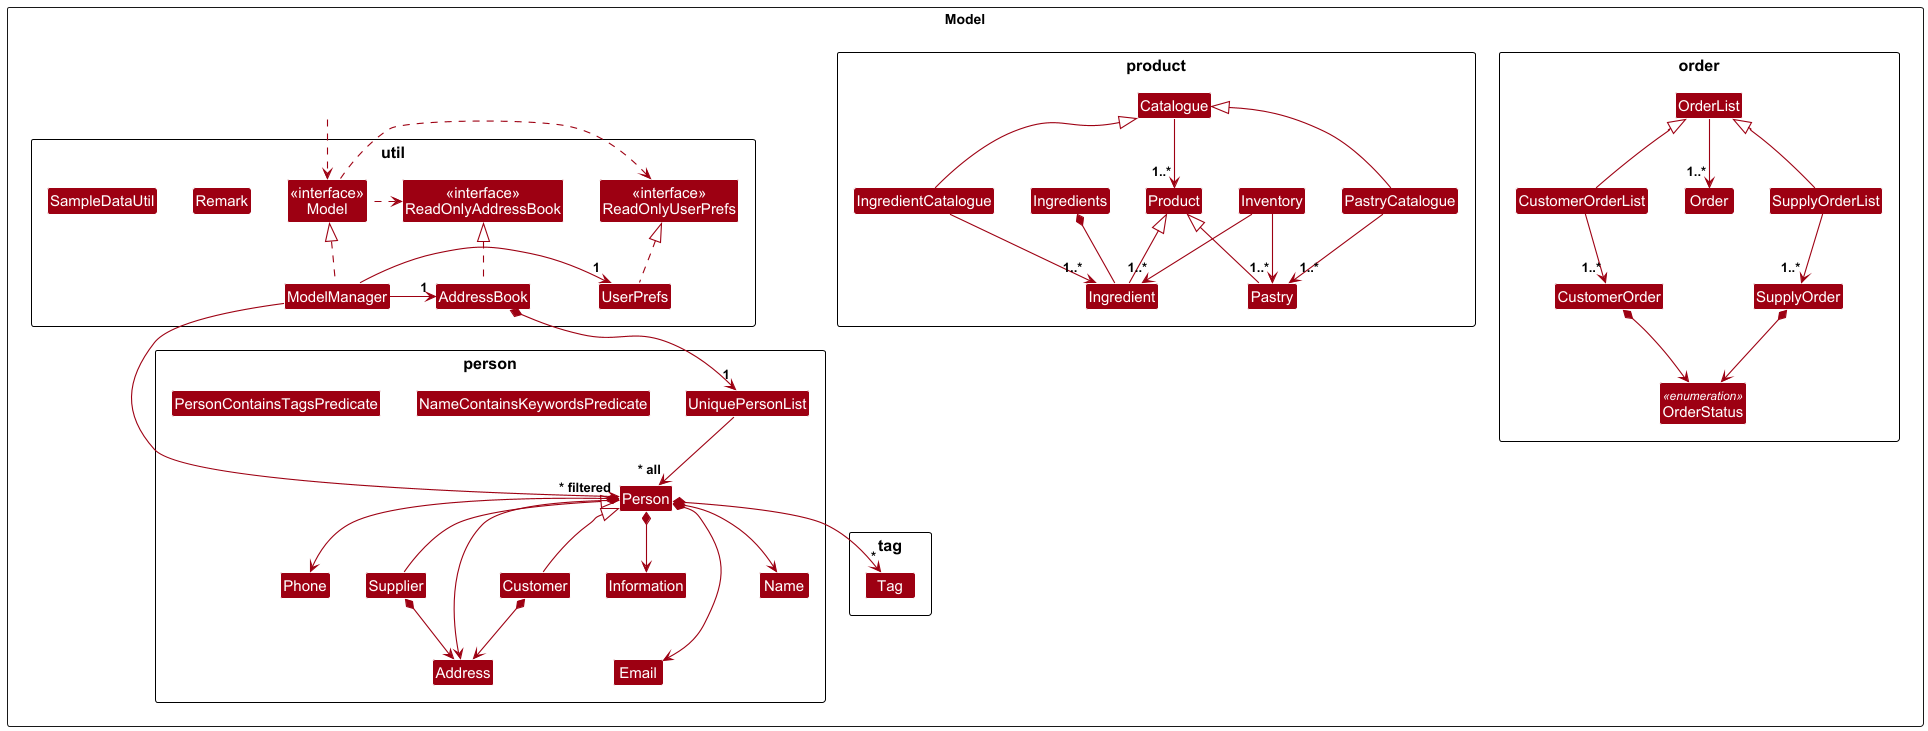 Model
util
SampleDataUtil
Remark
«interface»
Model
«interface»
ReadOnlyAddressBook
«interface»
ReadOnlyUserPrefs
ModelManager
1
AddressBook
1
UserPrefs
person
PersonContainsTagsPredicate
NameContainsKeywordsPredicate
1
UniquePersonList
* all
* filtered
Person
Phone
Supplier
Customer
Information
Name
Address
Email
tag
*
Tag
product
Catalogue
1..*
IngredientCatalogue
Ingredients
Product
Inventory
PastryCatalogue
1..*
1..*
1..*
1..*
Ingredient
Pastry
order
OrderList
1..*
CustomerOrderList
Order
SupplyOrderList
1..*
1..*
CustomerOrder
SupplyOrder
«enumeration»
OrderStatus